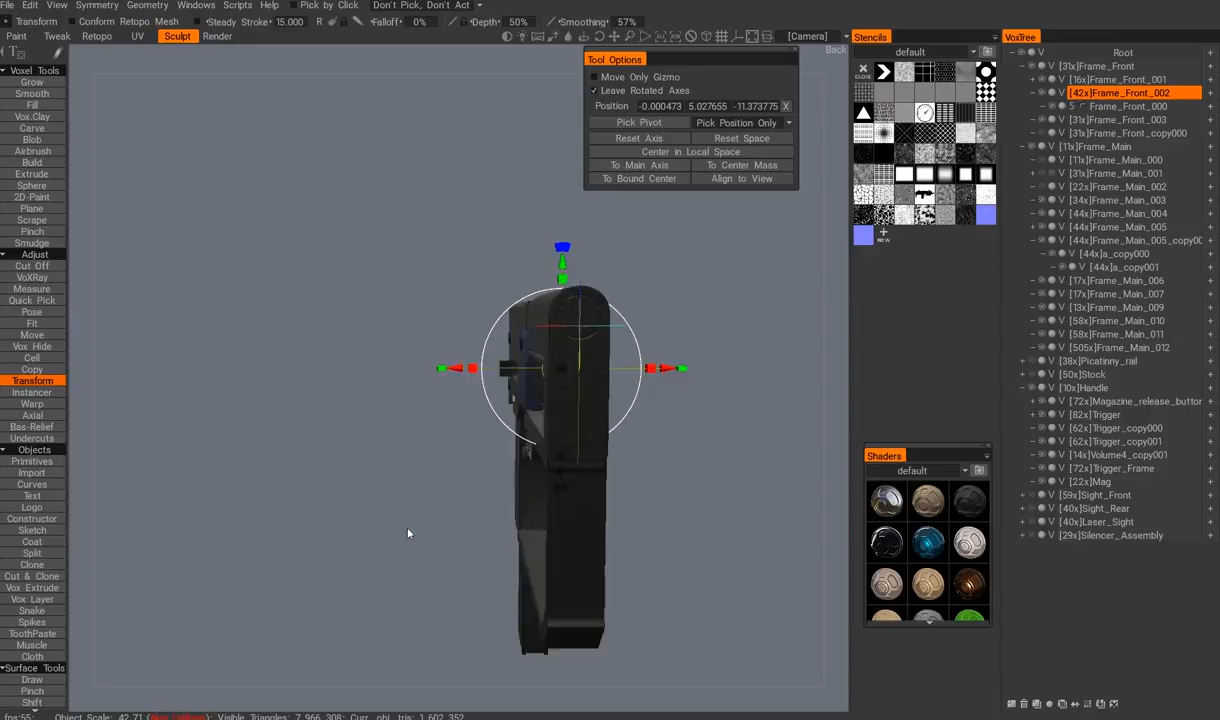 File Edit View Symmetry Geometry Windows Scripts Help Pick by Click Don't Pick, Don't Act
Transform Conform Retopo Mesh Steady Stroke: 15.000 R Falloff: 0% Depth: 50% Smoothing: 57%
Paint Tweak Retopo UV Sculpt Render [Camera]
Back
Voxel Tools
Grow
Smooth
Fill
Vox.Clay
Carve
Blob
Airbrush
Build
Extrude
Sphere
2D-Paint
Plane
Scrape
Pinch
Smudge
Adjust
Cut Off
VoXRay
Measure
Quick Pick
Pose
Fit
Move
Vox Hide
Cell
Copy
Transform
Instancer
Warp
Axial
Bas-Relief
Undercuts
Objects
Primitives
Import
Curves
Text
Logo
Constructor
Sketch
Coat
Split
Clone
Cut & Clone
Vox Extrude
Vox Layer
Snake
Spikes
ToothPaste
Muscle
Cloth
Surface Tools
Draw
Pinch
Shift
Tool Options
Move Only Gizmo
Leave Rotated Axes
Position -0.000473 5.027655 -11.373775 X
Pick Pivot Pick Position Only
Reset Axis Reset Space
Center in Local Space
To Main Axis To Center Mass
To Bound Center Align to View
Stencils
default
CLOSE
NEW
Shaders
default
VoxTree
V Root
V [31x]Frame_Front
V [16x]Frame_Front_001
V [42x]Frame_Front_002
S Frame_Front_000
V [31x]Frame_Front_003
V [31x]Frame_Front_copy000
V [11x]Frame_Main
V [11x]Frame_Main_000
V [31x]Frame_Main_001
V [22x]Frame_Main_002
V [34x]Frame_Main_003
V [44x]Frame_Main_004
V [44x]Frame_Main_005
V [44x]Frame_Main_005_copy00
V [44x]a_copy000
V [44x]a_copy001
V [17x]Frame_Main_006
V [17x]Frame_Main_007
V [13x]Frame_Main_009
V [58x]Frame_Main_010
V [58x]Frame_Main_011
V [505x]Frame_Main_012
V [38x]Picatinny_rail
V [50x]Stock
V [10x]Handle
V [72x]Magazine_release_button
V [82x]Trigger
V [62x]Trigger_copy000
V [62x]Trigger_copy001
V [14x]Volume4_copy001
V [72x]Trigger_Frame
V [22x]Mag
V [59x]Sight_Front
V [40x]Sight_Rear
V [40x]Laser_Sight
V [29x]Silencer_Assembly
fps:55; Object Scale: 42.71 Visible Triangles: 7 966 308; Curr. obj. tris: 1 602 352